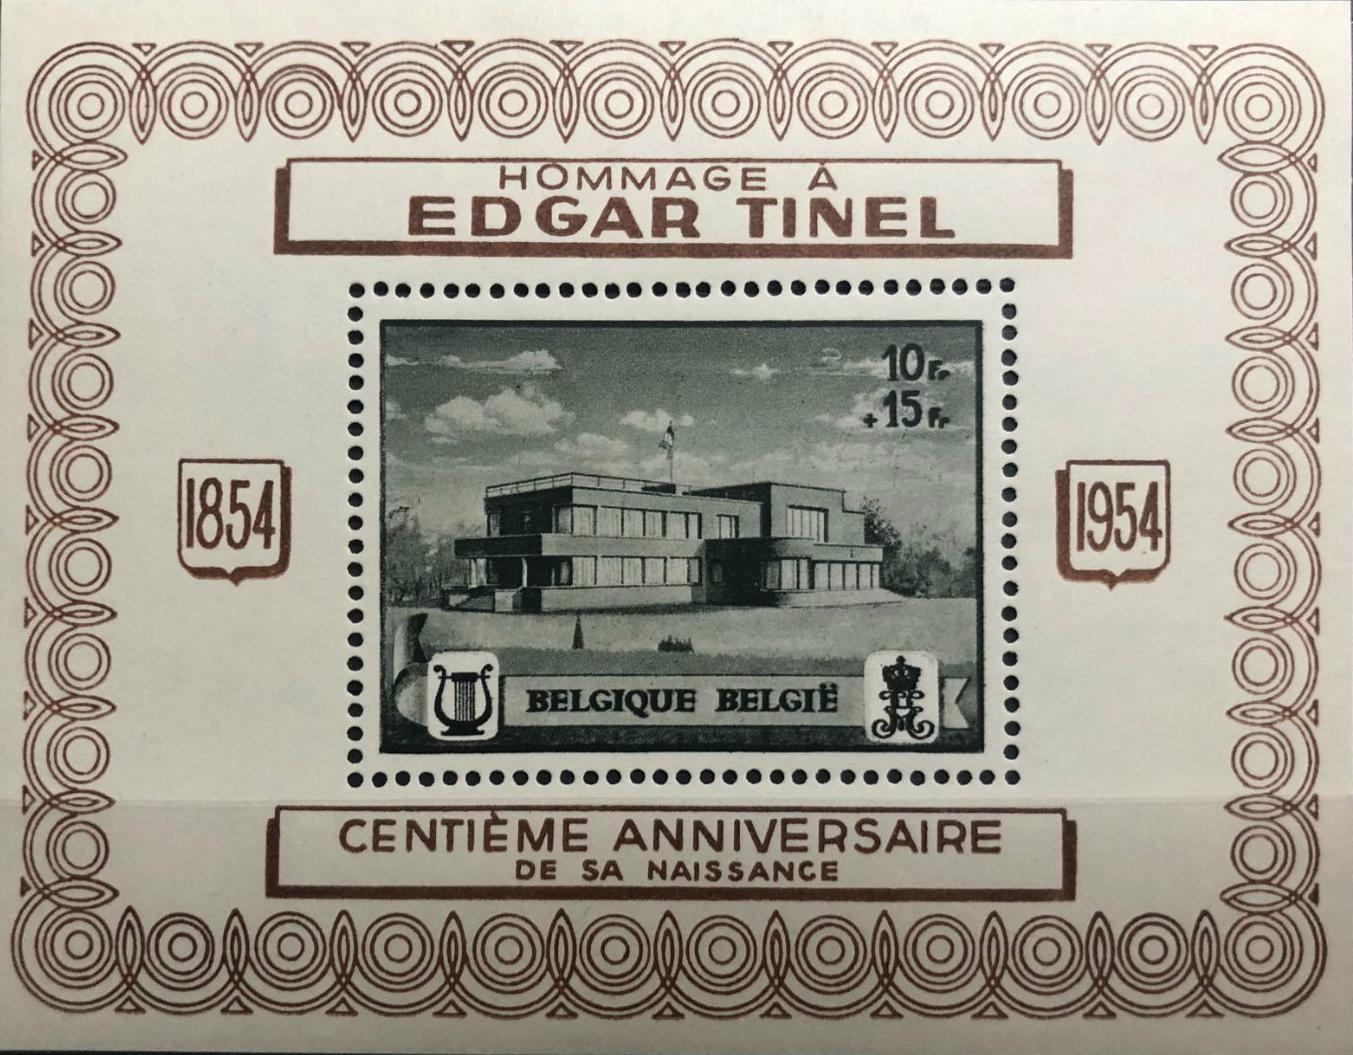 HOMMAGE À
EDGAR TINEL
10 Fr
+15 Fr
1854
1954
BELGIQUE BELGIË
CENTIÈME ANNIVERSAIRE
DE SA NAISSANCE